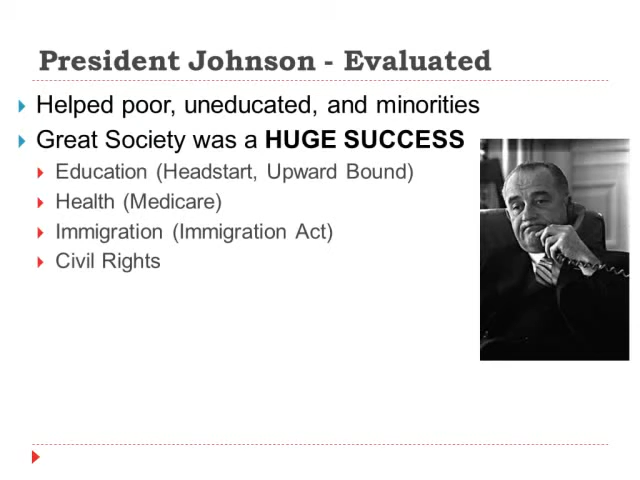 President Johnson - Evaluated
Helped poor, uneducated, and minorities
Great Society was a HUGE SUCCESS
Education (Headstart, Upward Bound)
Health (Medicare)
Immigration (Immigration Act)
Civil Rights